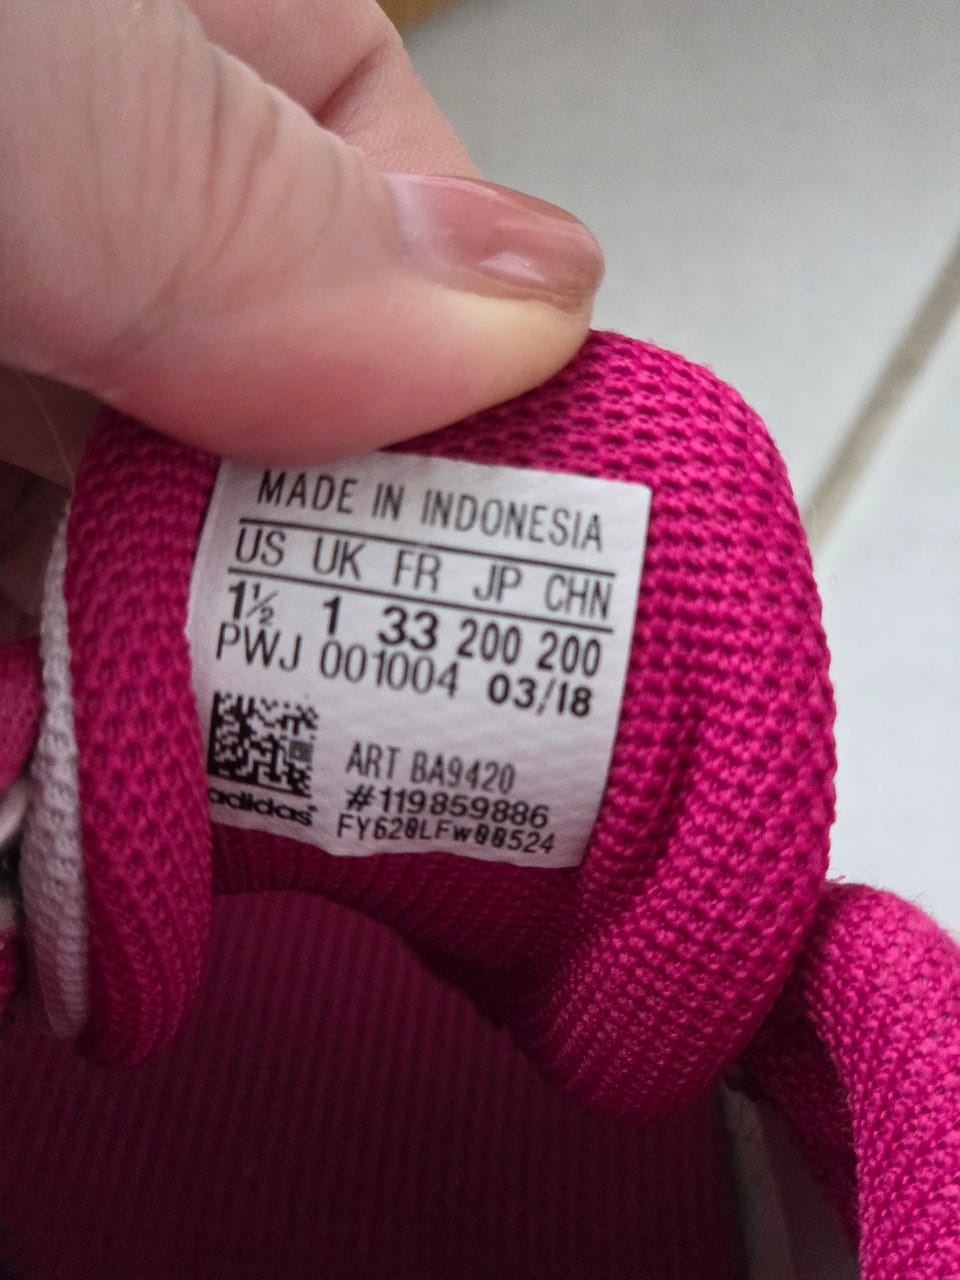 MADE IN INDONESIA
US UK FR JP CHN
1½ 1 33 200 200
PWJ 001004 03/18
ART BA9420
#119859886
adidas
FY620LFw00524